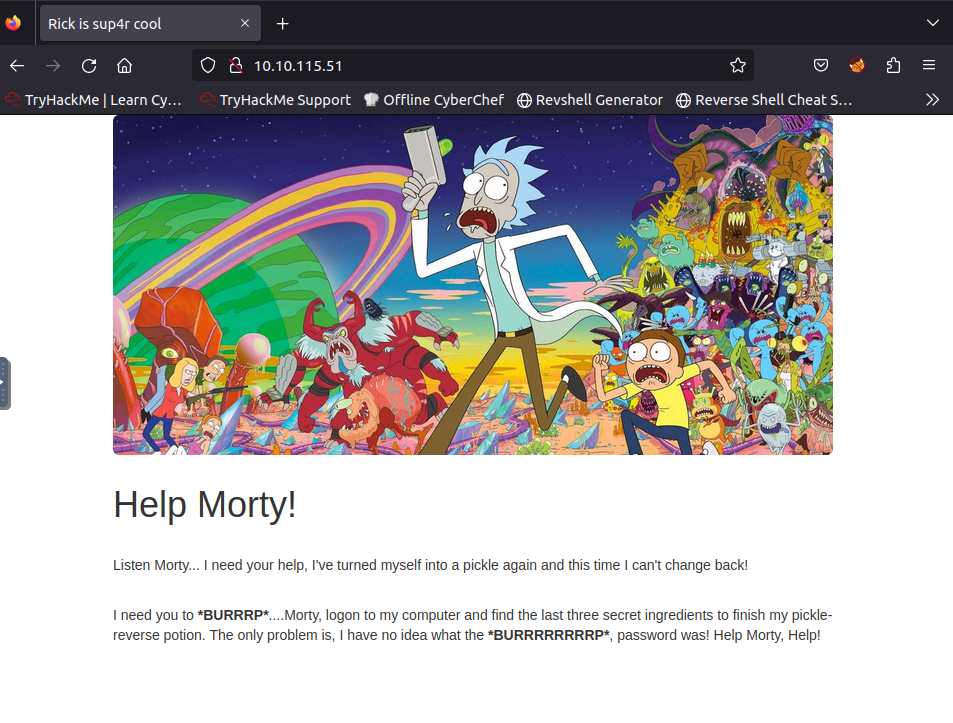 Rick is sup4r cool
10.10.115.51
TryHackMe | Learn Cy… TryHackMe Support Offline CyberChef Revshell Generator Reverse Shell Cheat S…
Help Morty!
Listen Morty... I need your help, I've turned myself into a pickle again and this time I can't change back!
I need you to *BURRRP*....Morty, logon to my computer and find the last three secret ingredients to finish my pickle-
reverse potion. The only problem is, I have no idea what the *BURRRRRRRRP*, password was! Help Morty, Help!